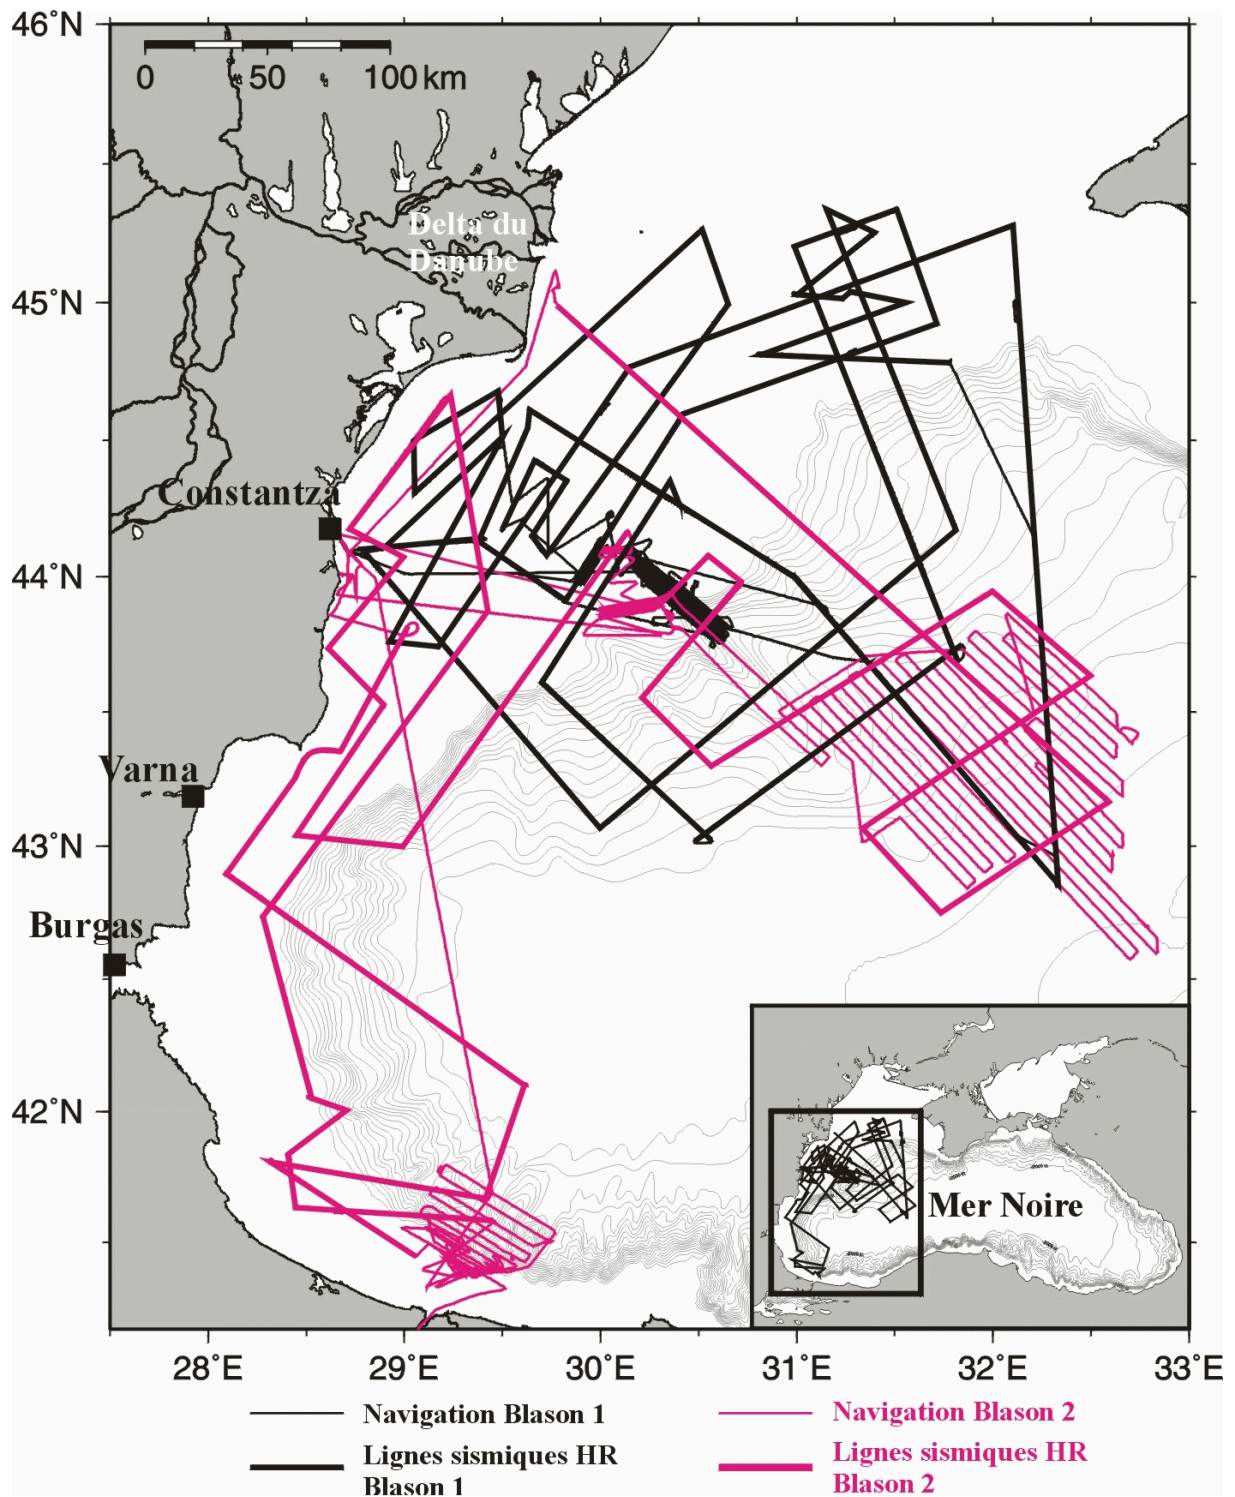 46°N
0 50 100 km
Delta du
Danube
45°N
Constantza
44°N
Varna
43°N
Burgas
42°N
Mer Noire
28°E 29°E 30°E 31°E 32°E 33°E
Navigation Blason 1
Navigation Blason 2
Lignes sismiques HR
Blason 1
Lignes sismiques HR
Blason 2